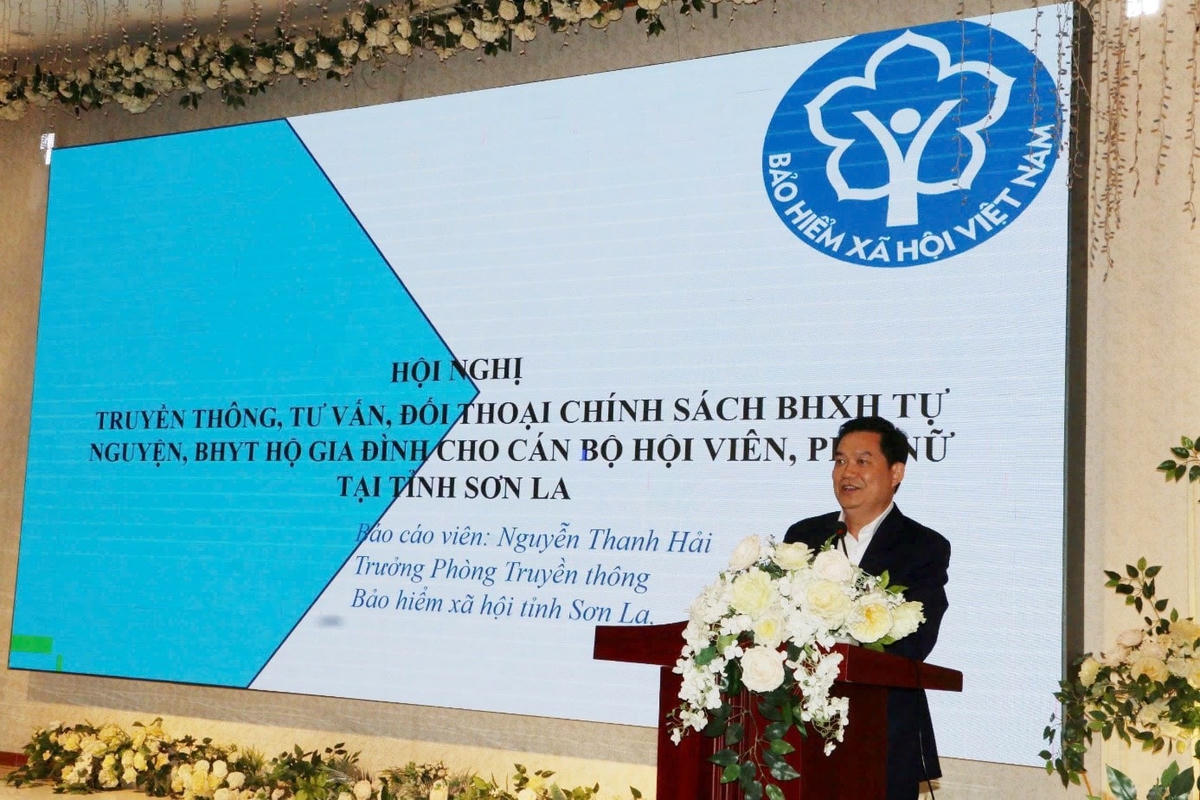 BẢO HIỂM XÃ HỘI VIỆT NAM
HỘI NGHỊ
TRUYỀN THÔNG, TƯ VẤN, ĐỐI THOẠI CHÍNH SÁCH BHXH TỰ
NGUYỆN, BHYT HỘ GIA ĐÌNH CHO CÁN BỘ HỘI VIÊN, NỮ
TẠI TỈNH SƠN LA
Báo cáo viên: Nguyễn Thanh Hải
Trưởng Phòng Truyền thông
Bảo hiểm xã hội tỉnh Sơn La.